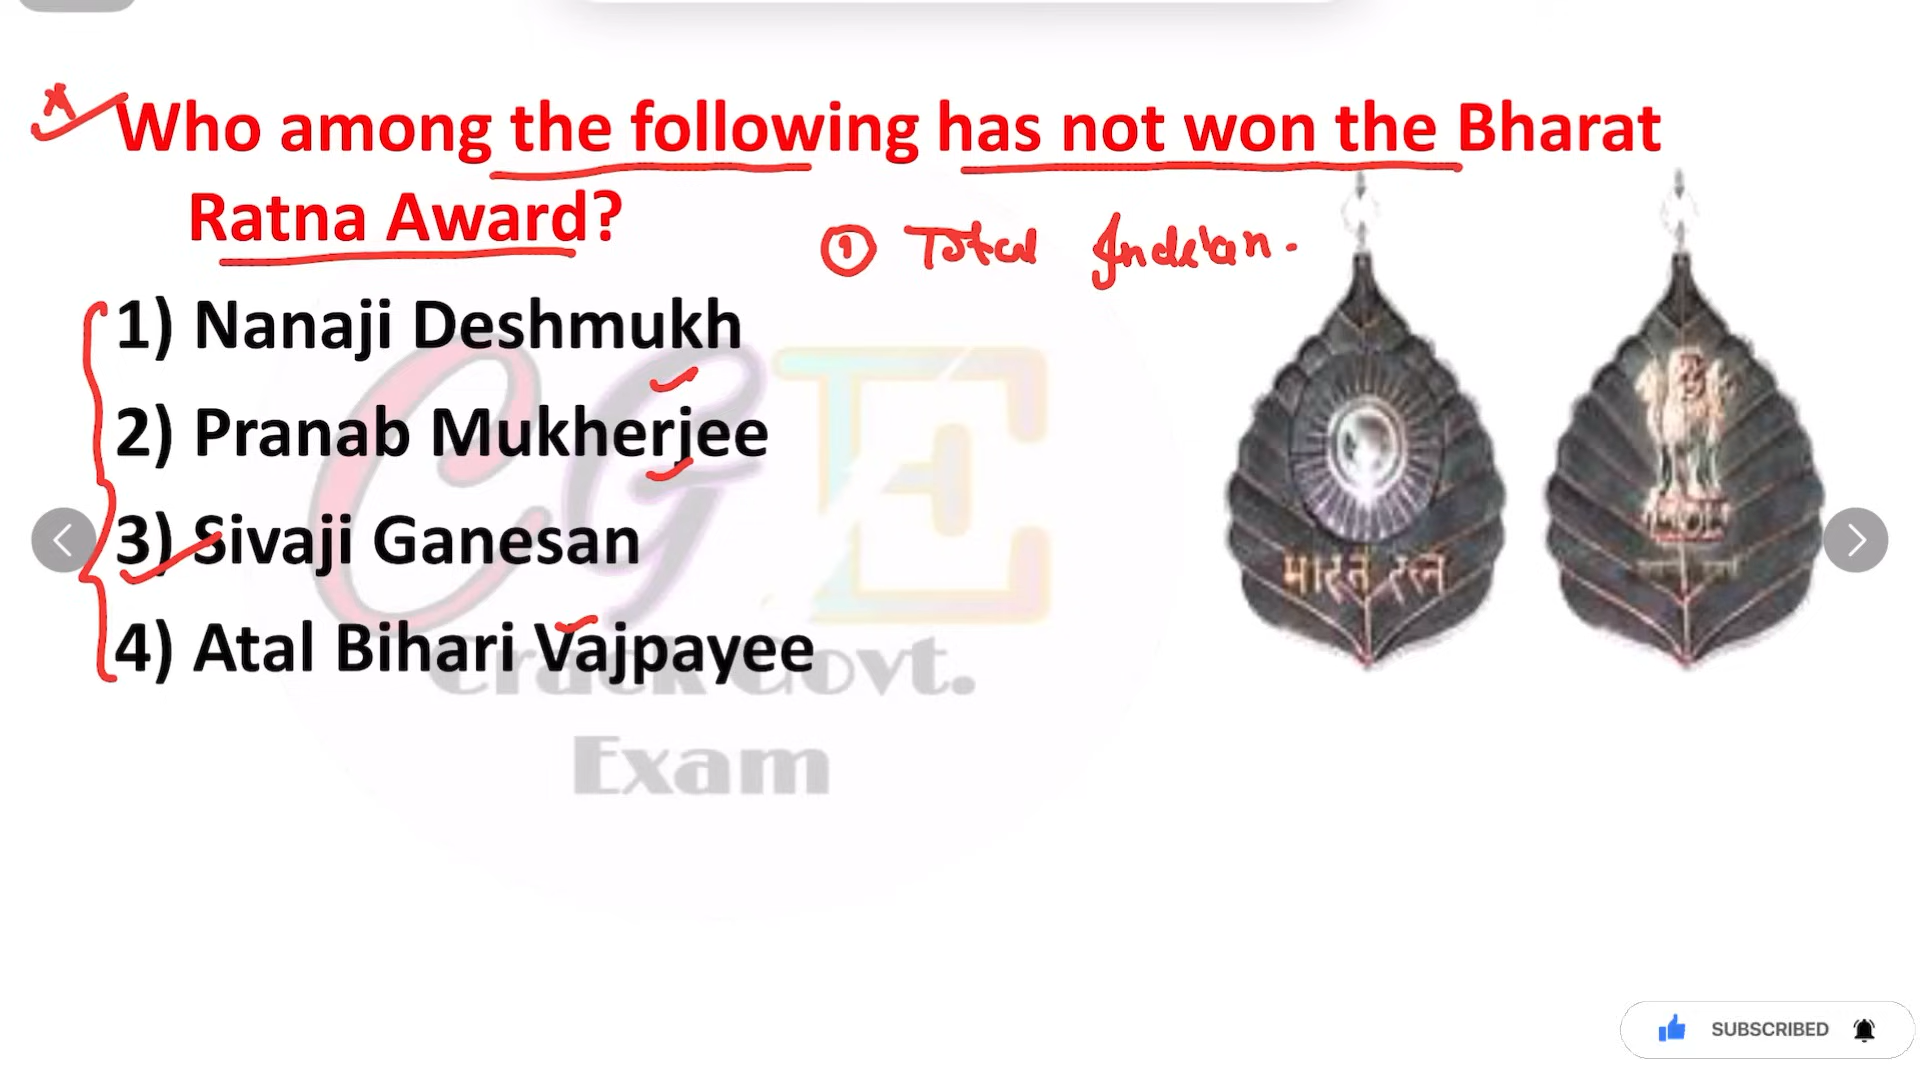 Who among the following has not won the Bharat
Ratna Award?
① Total Indian.
1) Nanaji Deshmukh
2) Pranab Mukherjee
3) Sivaji Ganesan
4) Atal Bihari Vajpayee
CGE
Crack Govt.
Exam
भारत रत्न
SUBSCRIBED